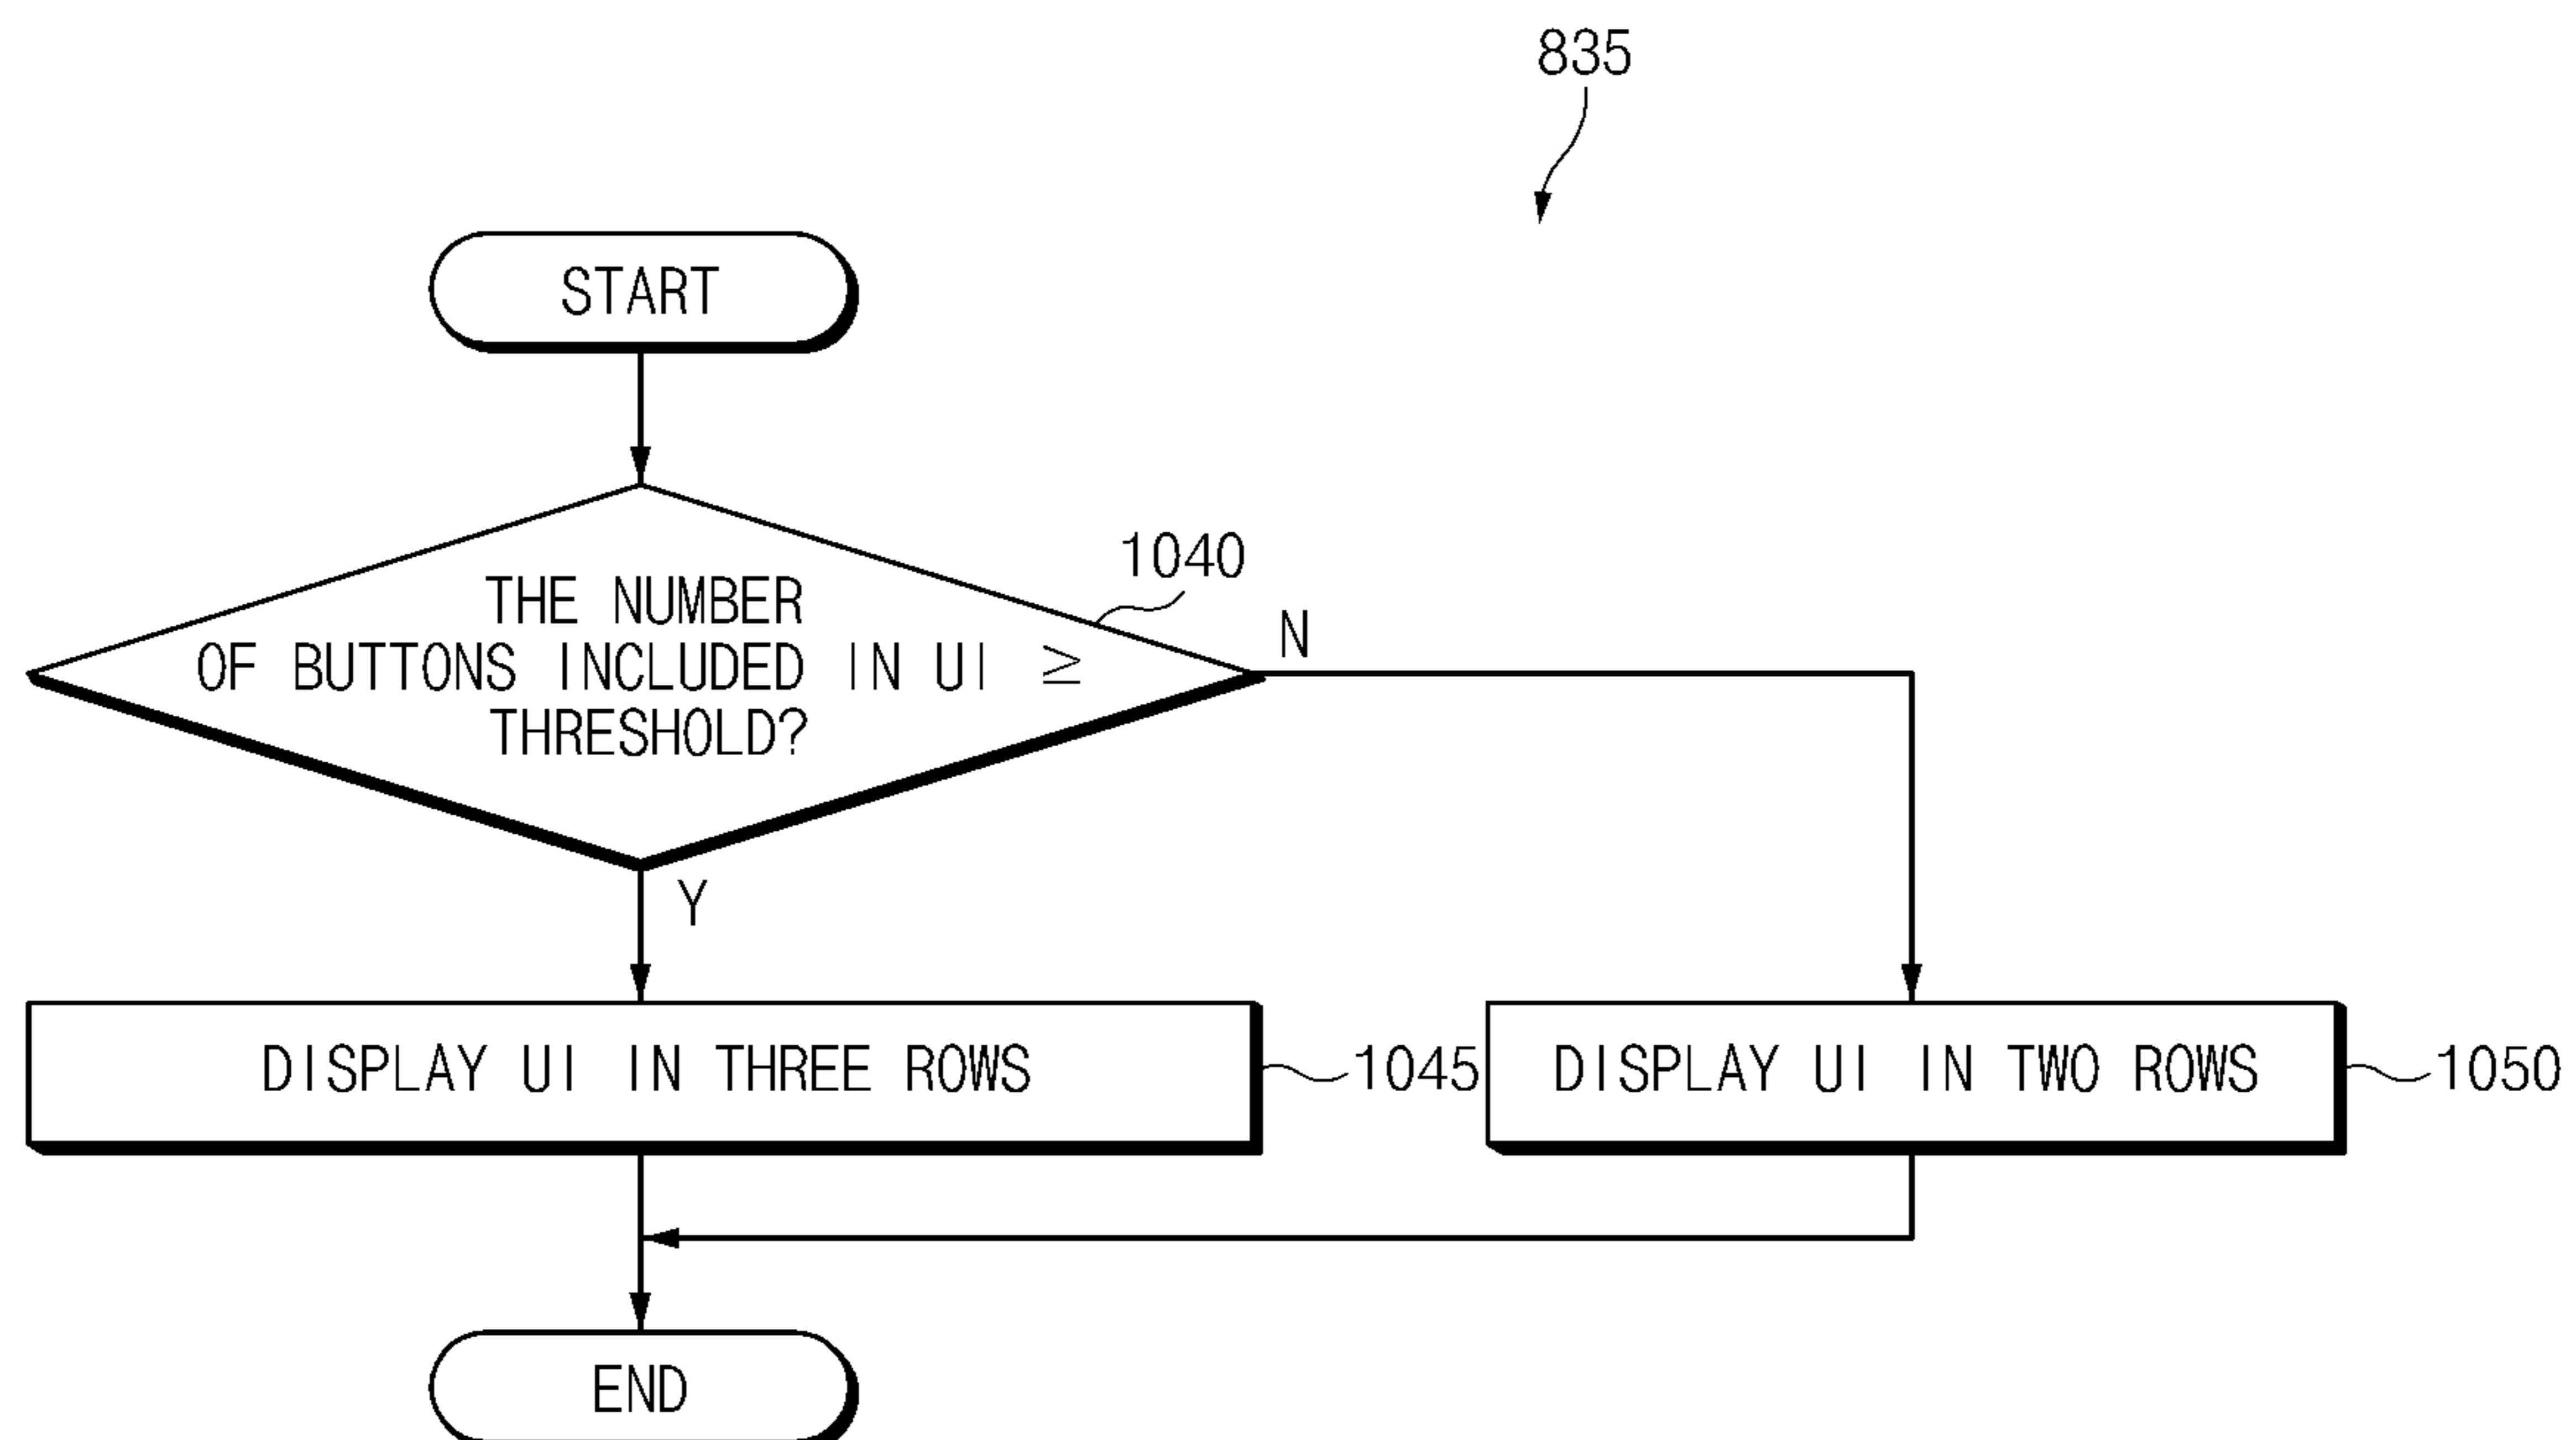 835
START
1040
THE NUMBER
OF BUTTONS INCLUDED IN UI ≥
THRESHOLD?
N
Y
DISPLAY UI IN THREE ROWS
1045
DISPLAY UI IN TWO ROWS
1050
END